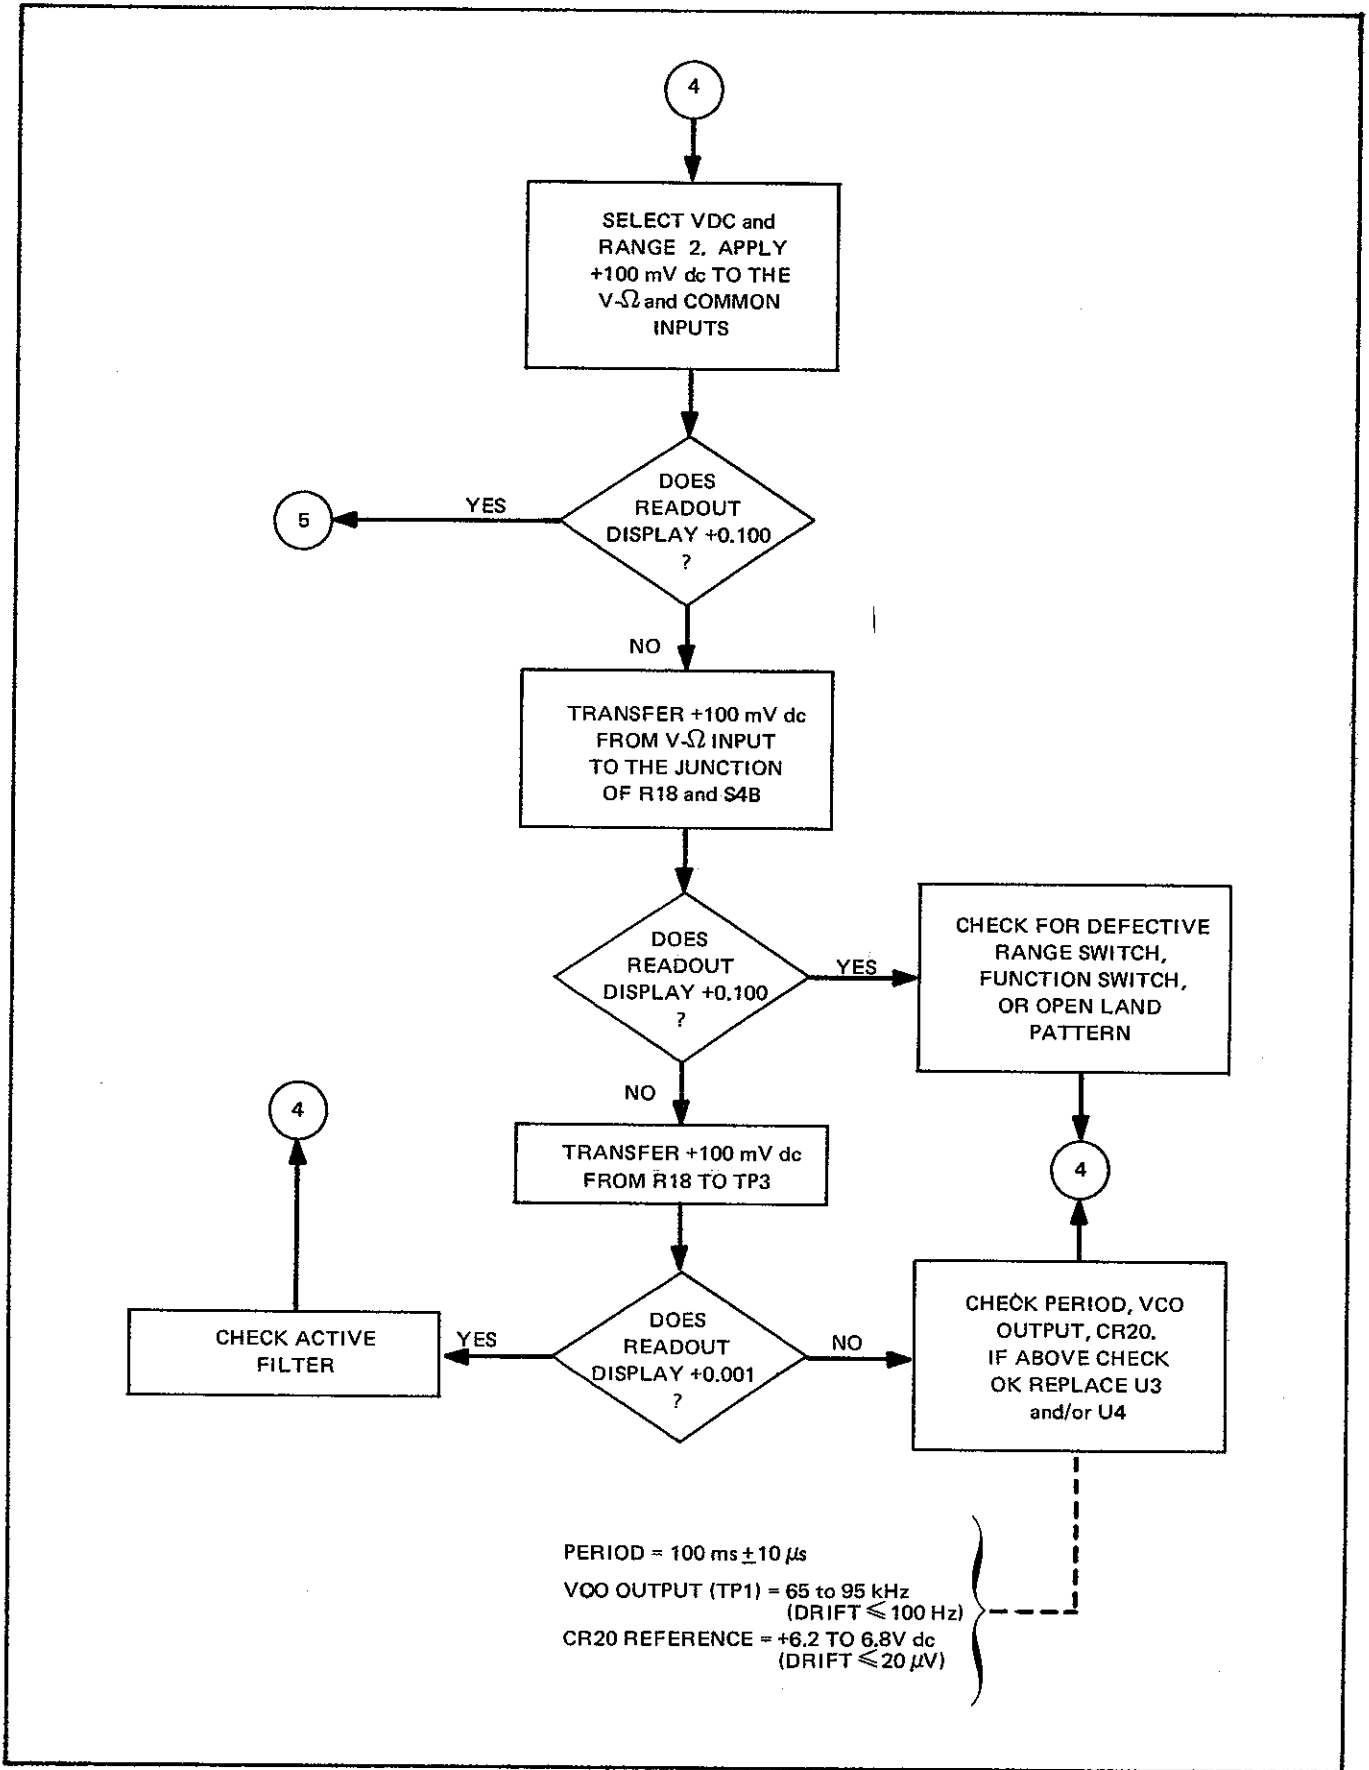 4
SELECT VDC and
RANGE 2. APPLY
+100 mV dc TO THE
V-Ω and COMMON
INPUTS
DOES
READOUT
DISPLAY +0.100
?
YES
5
NO
TRANSFER +100 mV dc
FROM V-Ω INPUT
TO THE JUNCTION
OF R18 and S4B
DOES
READOUT
DISPLAY +0.100
?
YES
CHECK FOR DEFECTIVE
RANGE SWITCH,
FUNCTION SWITCH,
OR OPEN LAND
PATTERN
NO
4
4
TRANSFER +100 mV dc
FROM R18 TO TP3
DOES
READOUT
DISPLAY +0.001
?
YES
CHECK ACTIVE
FILTER
NO
CHECK PERIOD, VCO
OUTPUT, CR20.
IF ABOVE CHECK
OK REPLACE U3
and/or U4
PERIOD = 100 ms ± 10 μs
VOO OUTPUT (TP1) = 65 to 95 kHz
(DRIFT ⩽ 100 Hz)
CR20 REFERENCE = +6.2 TO 6.8V dc
(DRIFT ⩽ 20 μV)